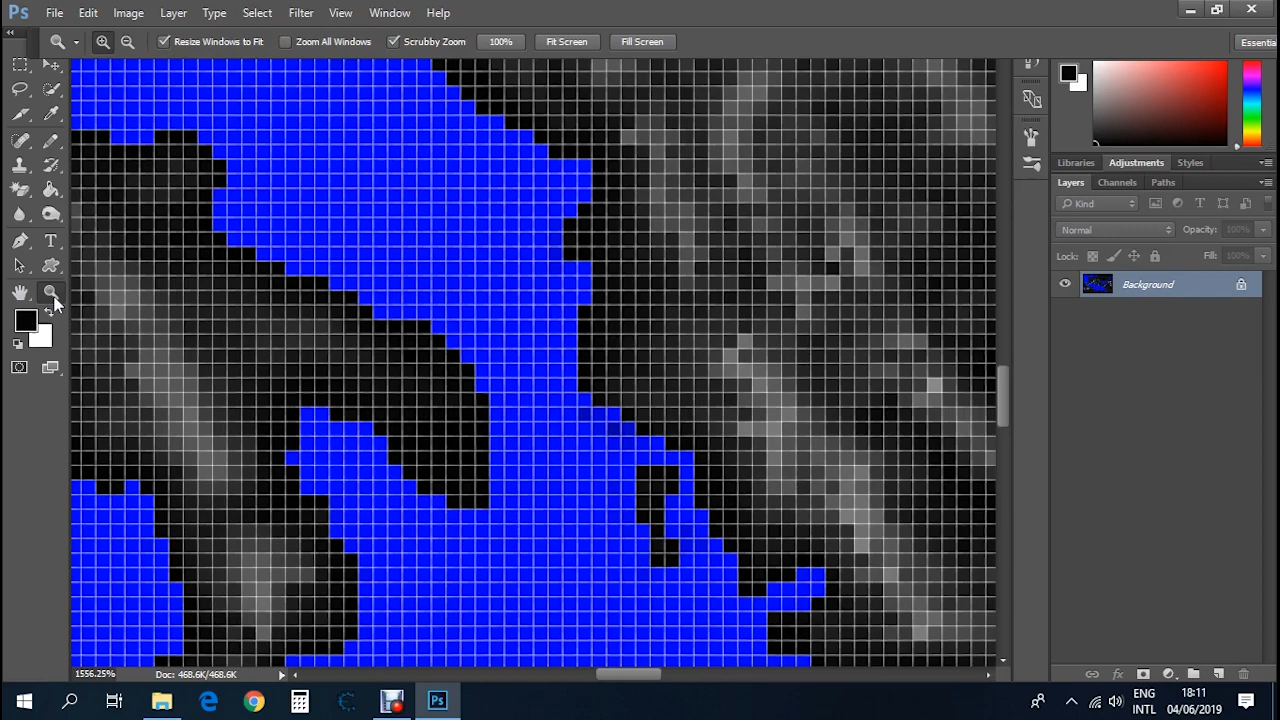 Ps File Edit Image Layer Type Select Filter View Window Help
Resize Windows to Fit Zoom All Windows Scrubby Zoom 100% Fit Screen Fill Screen Essentia
Libraries Adjustments Styles
Layers Channels Paths
Kind
Normal Opacity: 100%
Lock: Fill: 100%
Background
1556.25% Doc: 468.6K/468.6K
Ps ENG 18:11
INTL 04/06/2019